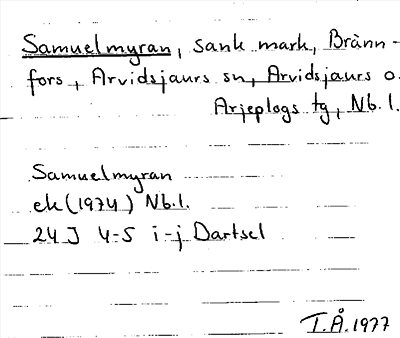 Samuelmyran, sank mark, Bränn-
fors, Arvidsjaurs sn, Arvidsjaurs o.
Arjeplogs tg, Nb. l.
Samuelmyran
ek (1974) Nb.l.
24 J 4-5 i-j Dartsel
T.Å. 1977